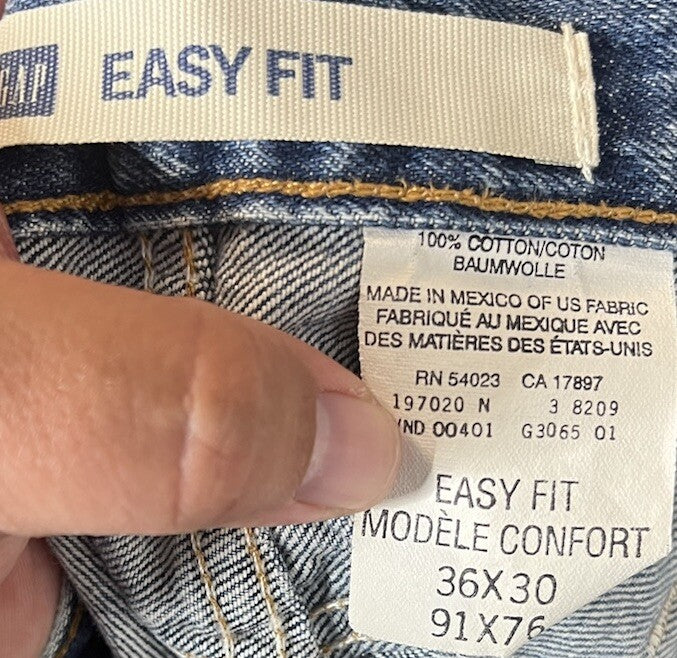 GAP EASY FIT
100% COTTON/COTON
BAUMWOLLE
MADE IN MEXICO OF US FABRIC
FABRIQUÉ AU MEXIQUE AVEC
DES MATIÈRES DES ÉTATS-UNIS
RN 54023 CA 17897
197020 N 3 8209
00401 G3065 01
EASY FIT
MODÈLE CONFORT
36X30
91X76